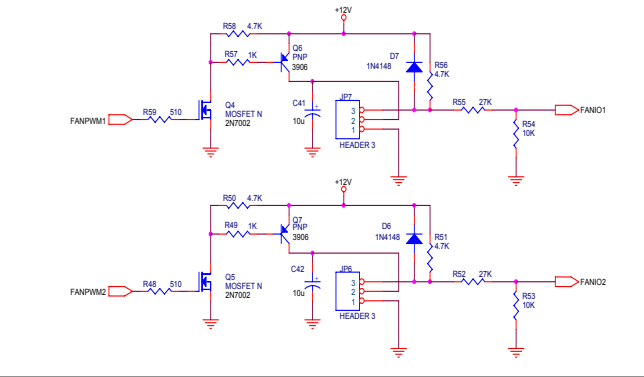 +12V
R58 4.7K
R57 1K
Q6
PNP
3906
D7
1N4148
R56
4.7K
Q4
MOSFET N
2N7002
C41
+
10u
JP7
3
2
1
HEADER 3
R55 27K
FANIO1
R54
10K
FANPWM1
R59 510
+12V
R50 4.7K
R49 1K
Q7
PNP
3906
D6
1N4148
R51
4.7K
Q5
MOSFET N
2N7002
C42
+
10u
JP6
3
2
1
HEADER 3
R52 27K
FANIO2
R53
10K
FANPWM2
R48 510